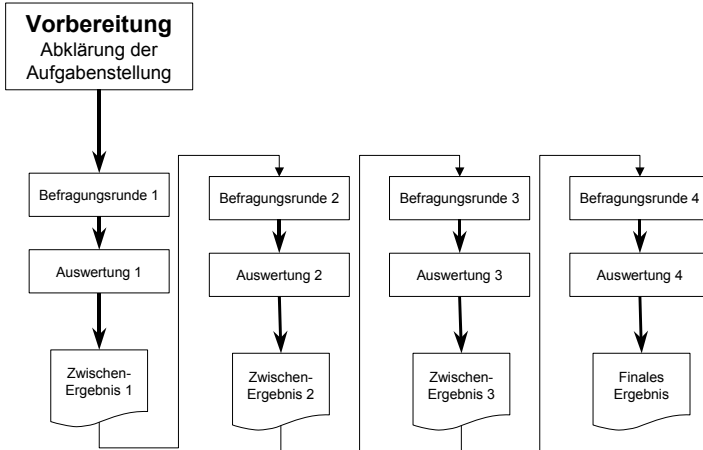 Vorbereitung
Abklärung der
Aufgabenstellung
Befragungsrunde 1
Auswertung 1
Zwischen-
Ergebnis 1
Befragungsrunde 2
Auswertung 2
Zwischen-
Ergebnis 2
Befragungsrunde 3
Auswertung 3
Zwischen-
Ergebnis 3
Befragungsrunde 4
Auswertung 4
Finales
Ergebnis